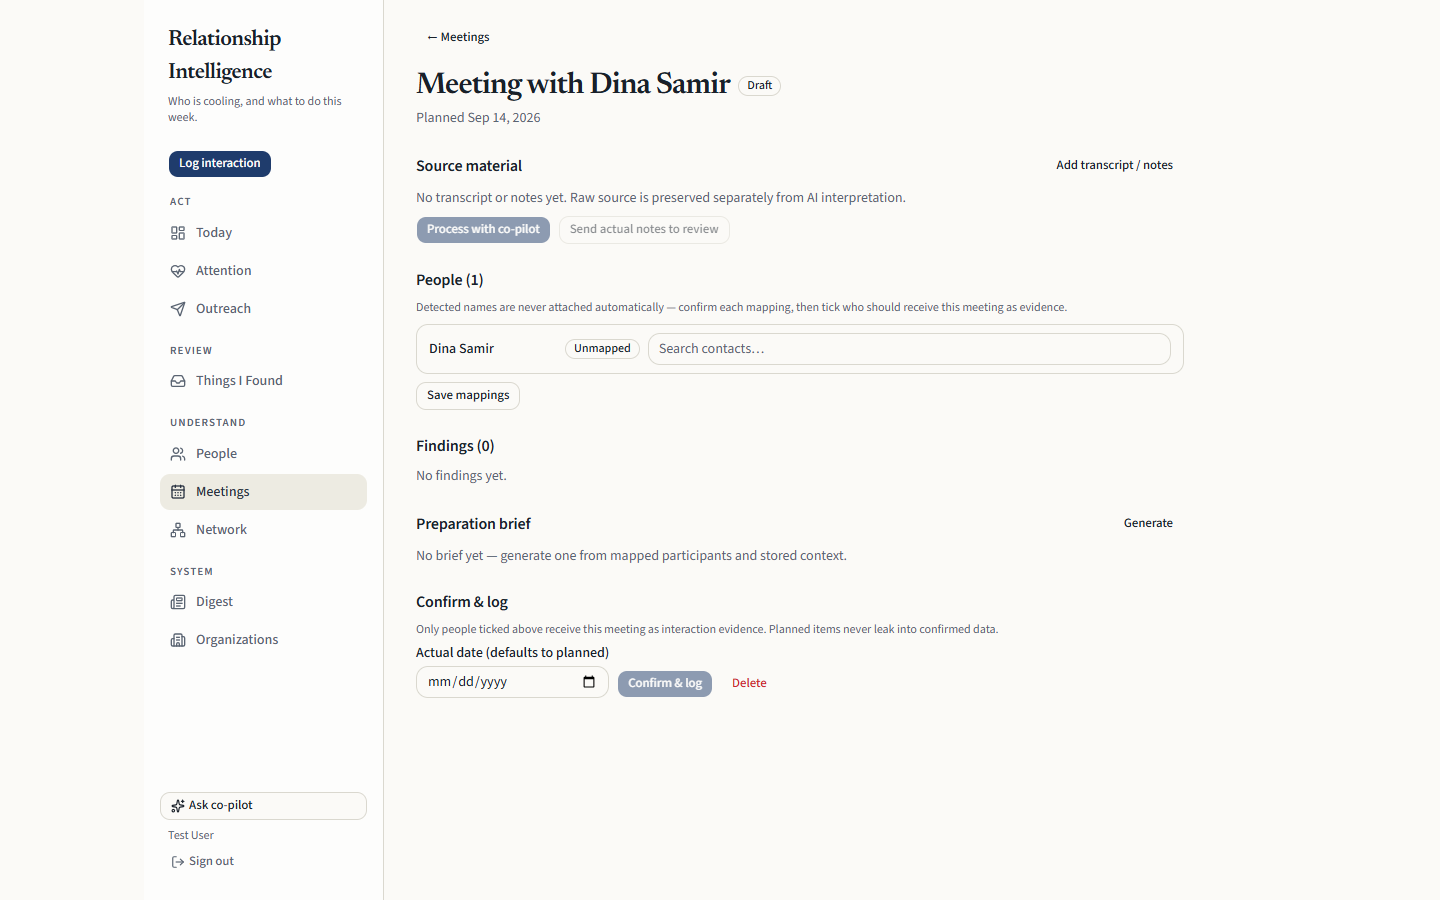 Relationship
Intelligence
Who is cooling, and what to do this
week.
Log interaction
ACT
Today
Attention
Outreach
REVIEW
Things I Found
UNDERSTAND
People
Meetings
Network
SYSTEM
Digest
Organizations
Ask co-pilot
Test User
Sign out
← Meetings
Meeting with Dina Samir Draft
Planned Sep 14, 2026
Source material Add transcript / notes
No transcript or notes yet. Raw source is preserved separately from AI interpretation.
Process with co-pilot Send actual notes to review
People (1)
Detected names are never attached automatically — confirm each mapping, then tick who should receive this meeting as evidence.
Dina Samir Unmapped Search contacts…
Save mappings
Findings (0)
No findings yet.
Preparation brief Generate
No brief yet — generate one from mapped participants and stored context.
Confirm & log
Only people ticked above receive this meeting as interaction evidence. Planned items never leak into confirmed data.
Actual date (defaults to planned)
mm/dd/yyyy Confirm & log Delete